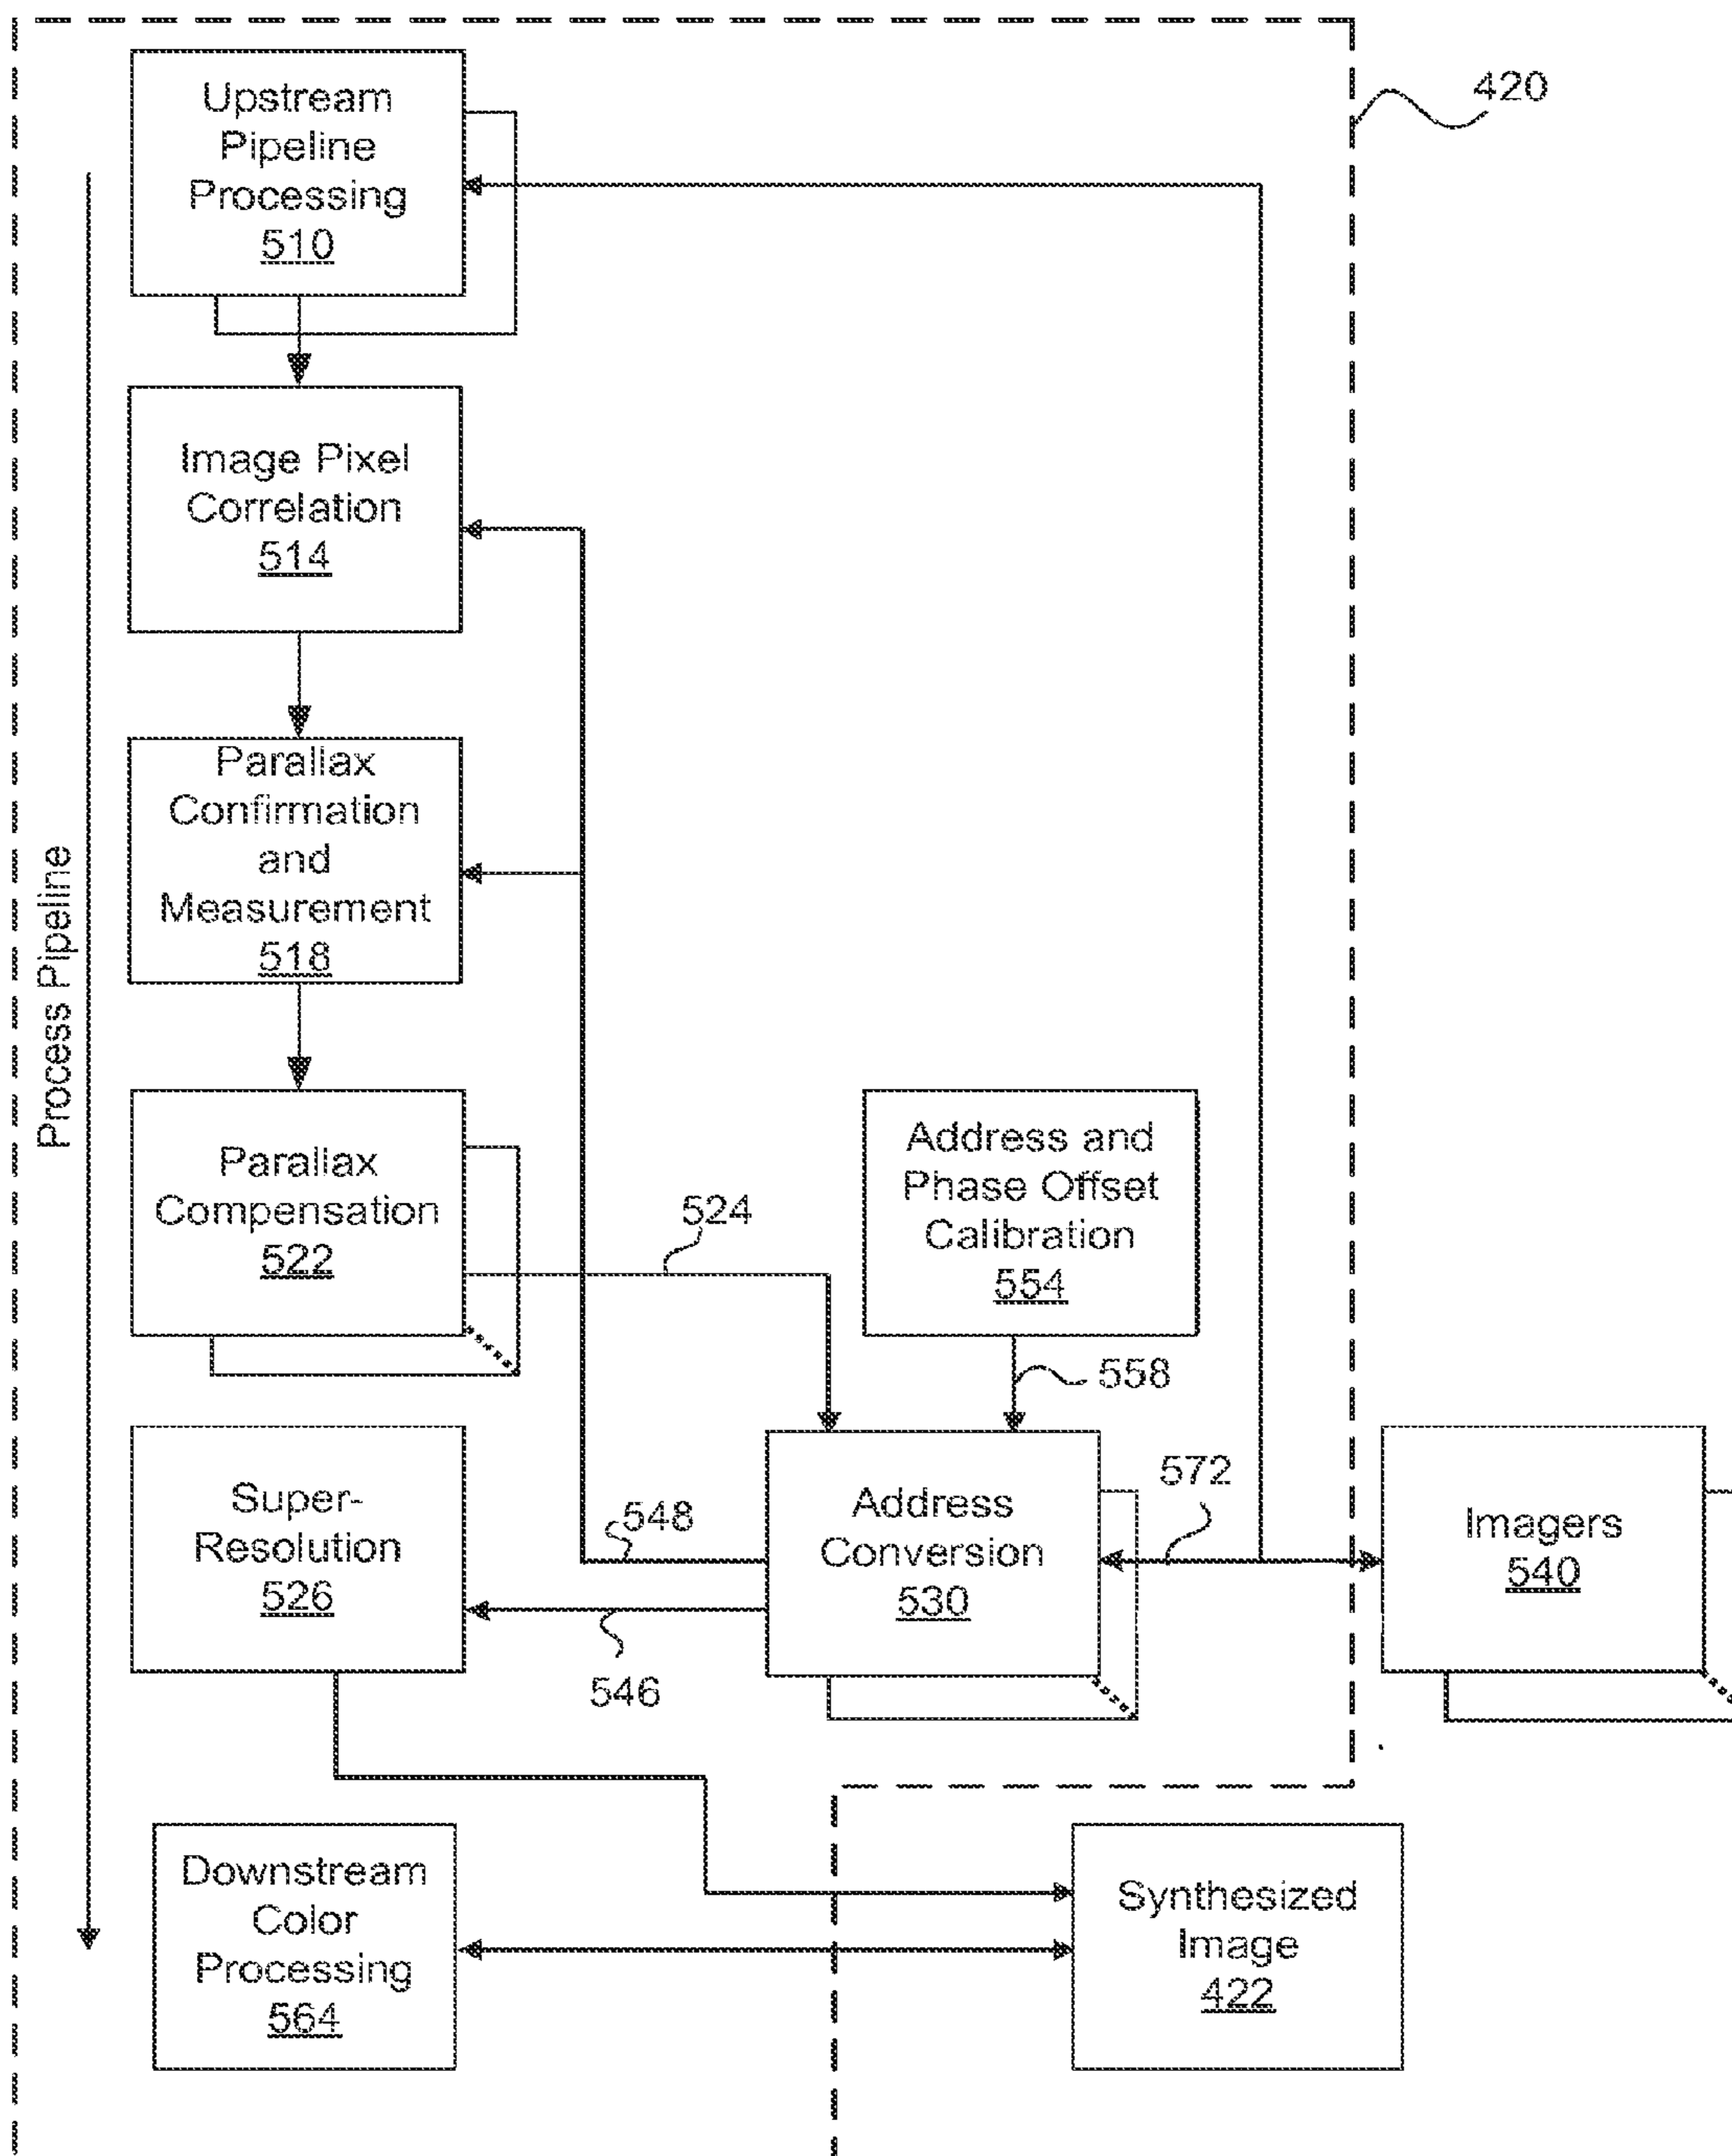 420
Upstream
Pipeline
Processing
510
Image Pixel
Correlation
514
Parallax
Confirmation
and
Measurement
518
Process Pipeline
Parallax
Compensation
522
524
Address and
Phase Offset
Calibration
554
558
Super-
Resolution
526
548
546
Address
Conversion
530
572
Imagers
540
Downstream
Color
Processing
564
Synthesized
Image
422